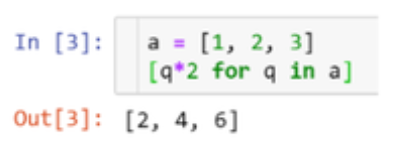 In [3]: a = [1, 2, 3]
[q*2 for q in a]
Out[3]: [2, 4, 6]